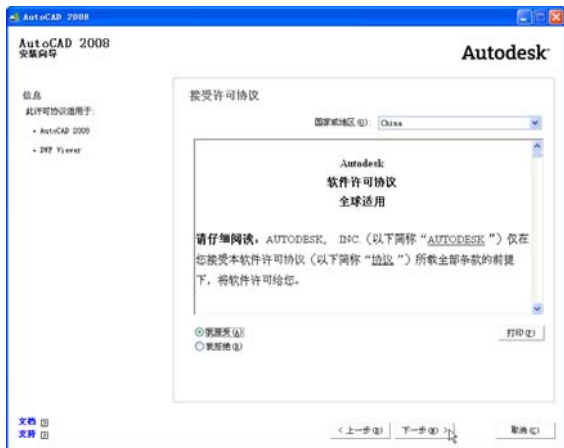 AutoCAD 2008
AutoCAD 2008
安装向导
Autodesk
信息
此许可协议适用于:
• AutoCAD 2008
• DWF Viewer
接受许可协议
国家或地区(O): China
Autodesk
软件许可协议
全球适用
请仔细阅读，AUTODESK， INC.（以下简称“AUTODESK ”）仅在
您接受本软件许可协议（以下简称“协议 ”）所载全部条款的前提
下，将软件许可给您。
我接受(A)
我拒绝(R)
打印(P)
文档
支持
< 上一步(B)
下一步(N) >
取消(C)